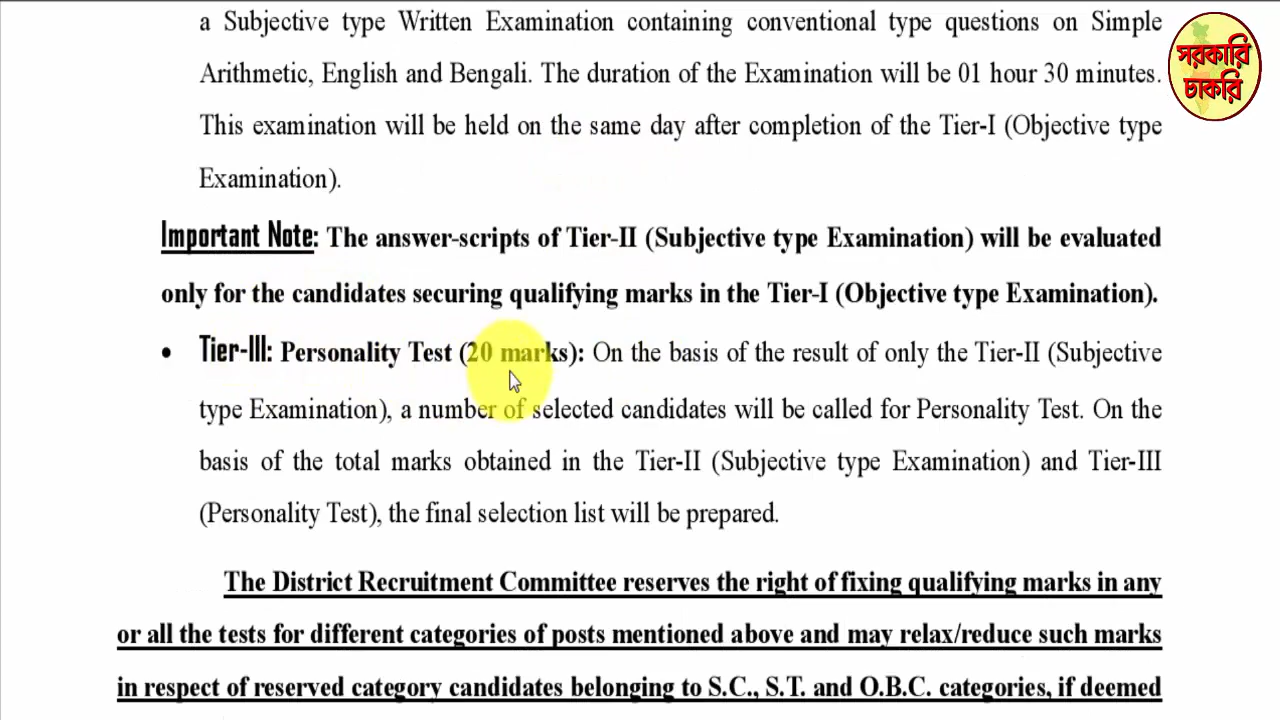 a Subjective type Written Examination containing conventional type questions on Simple
Arithmetic, English and Bengali. The duration of the Examination will be 01 hour 30 minutes.
This examination will be held on the same day after completion of the Tier-I (Objective type
Examination).
Important Note: The answer-scripts of Tier-II (Subjective type Examination) will be evaluated
only for the candidates securing qualifying marks in the Tier-I (Objective type Examination).
• Tier-III: Personality Test (20 marks): On the basis of the result of only the Tier-II (Subjective
type Examination), a number of selected candidates will be called for Personality Test. On the
basis of the total marks obtained in the Tier-II (Subjective type Examination) and Tier-III
(Personality Test), the final selection list will be prepared.
The District Recruitment Committee reserves the right of fixing qualifying marks in any
or all the tests for different categories of posts mentioned above and may relax/reduce such marks
in respect of reserved category candidates belonging to S.C., S.T. and O.B.C. categories, if deemed
সরকারি
চাকরি